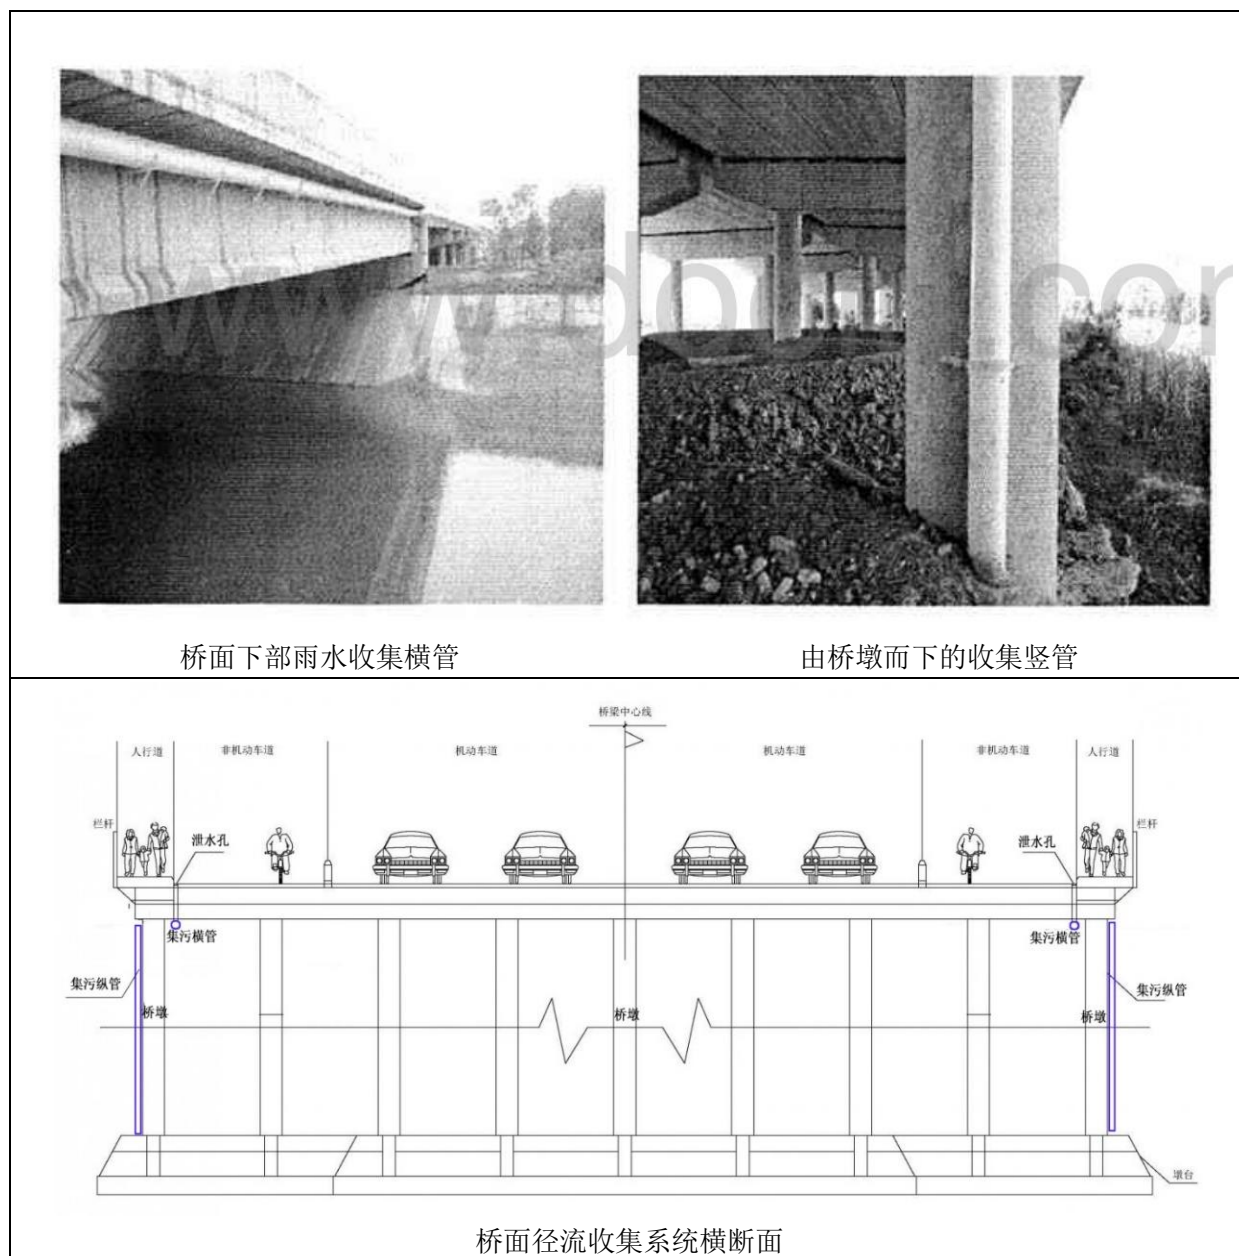 桥面下部雨水收集横管
由桥墩而下的收集竖管
桥梁中心线
人行道 非机动车道 机动车道 机动车道 非机动车道 人行道
栏杆 泄水孔 泄水孔 栏杆
集污横管 集污横管
集污纵管 集污纵管
桥墩 桥墩 桥墩
墩台
桥面径流收集系统横断面